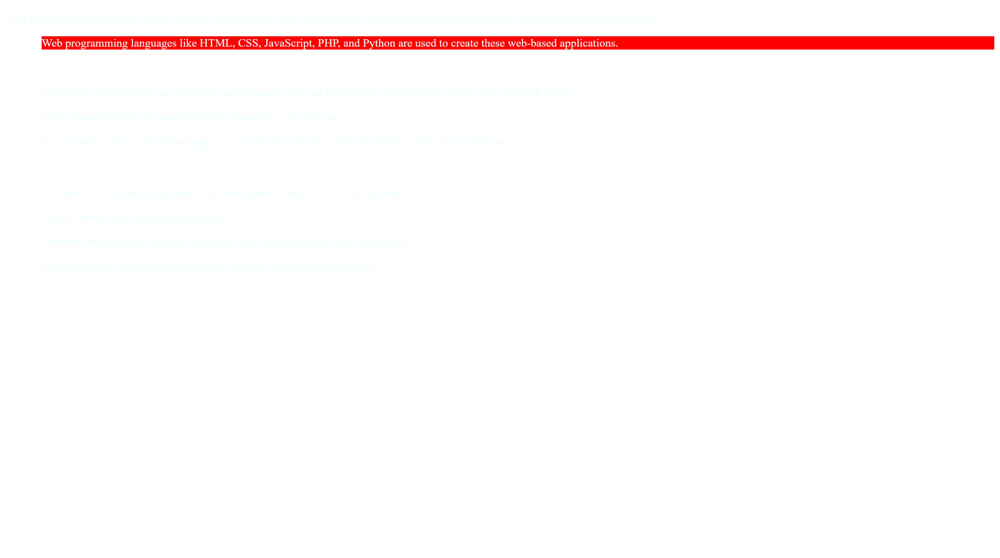 Web programming is used to create websites, online stores, web applications, and other online services that are accessed through the Internet.
Web programming languages like HTML, CSS, JavaScript, PHP, and Python are used to create these web-based applications.
Client Side Technologies are the tools and languages that run in the user's web browser, rather than on a web server.
They determine how the content will be displayed to the end-user.
Some popular client-side technologies you might have heard of include HTML, CSS, and JavaScript.
The term 'server-side technologies can encompass a range of software solutions.
mainly: server-side scripting languages;
Database Management Systems (DBMS); web server software such as Apache;
and many other technologies depending upon the application being built.